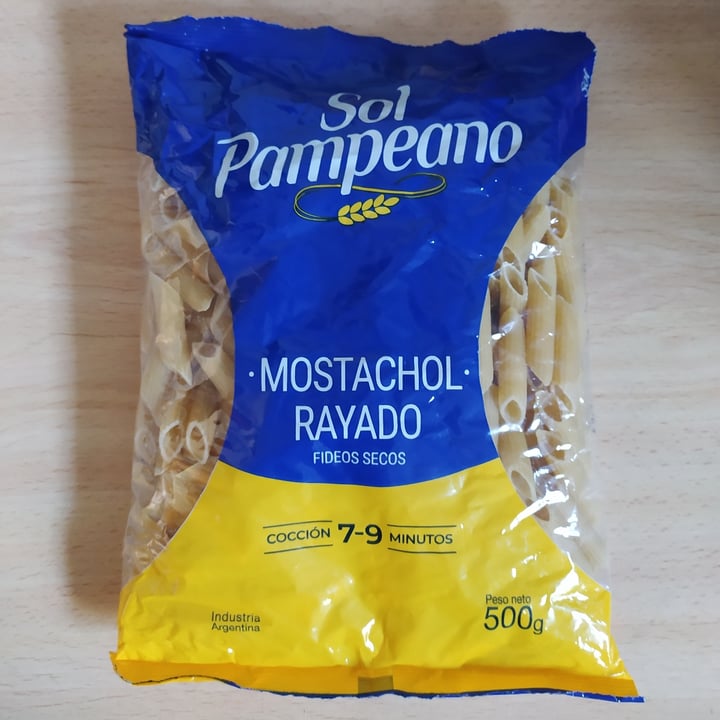 Sol
Pampeano
·MOSTACHOL·
RAYADO
FIDEOS SECOS
COCCIÓN 7-9 MINUTOS
Industria
Argentina
Peso neto
500g